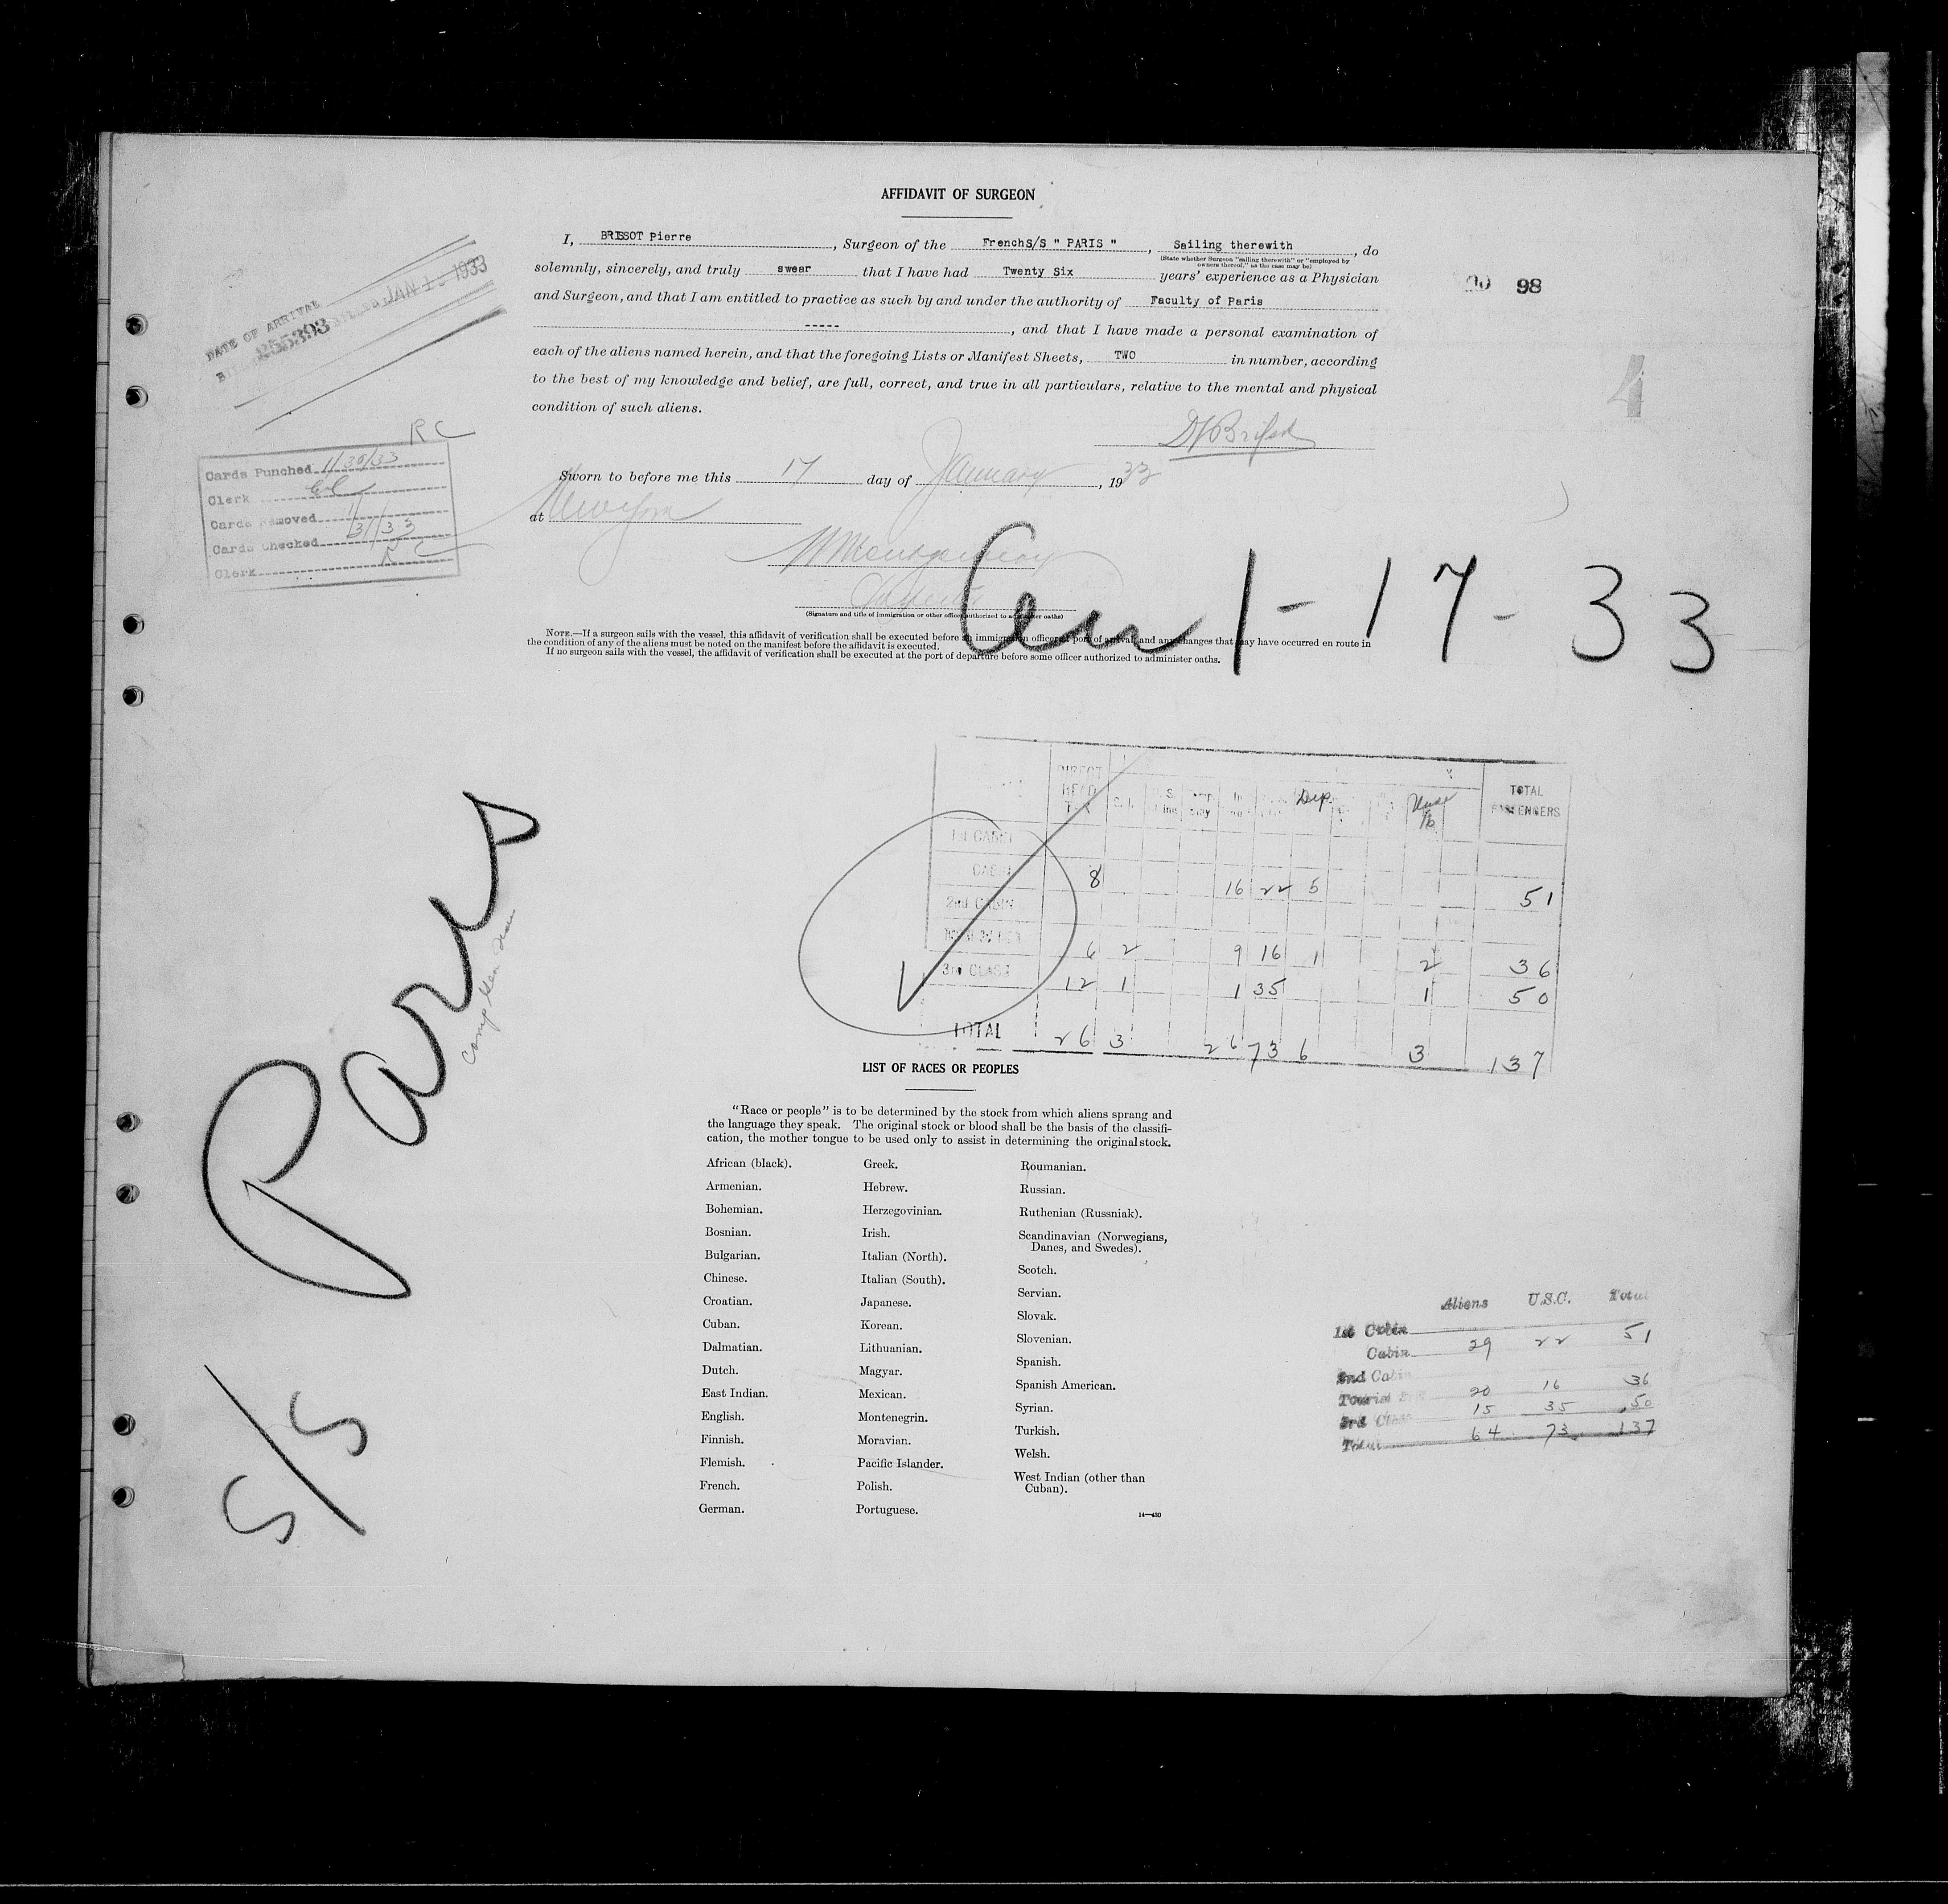 AFFIDAVIT OF SURGEON
I, BRISSOT Pierre, Surgeon of the FrenchS/S " PARIS ", Sailing therewith, do
(State whether Surgeon "sailing therewith" or "employed by
owners thereof," as the case may be)
solemnly, sincerely, and truly swear that I have had Twenty Six years' experience as a Physician
and Surgeon, and that I am entitled to practice as such by and under the authority of Faculty of Paris
-----, and that I have made a personal examination of
each of the aliens named herein, and that the foregoing Lists or Manifest Sheets, TWO in number, according
to the best of my knowledge and belief, are full, correct, and true in all particulars, relative to the mental and physical
condition of such aliens.
98
4
DATE OF ARRIVAL JAN 1 1933
255393
RC
Cards Punched 1/30/33
Clerk
Cards Removed
Cards Checked 1/31/33
Clerk R C
Sworn to before me this 17 day of January, 1933
at New York
W Montgomery
Inspector
(Signature and title of immigration or other officer authorized to administer oaths)
1-17-33
NOTE.—If a surgeon sails with the vessel, this affidavit of verification shall be executed before an immigration officer at port of arrival and any changes that may have occurred en route in
the condition of any of the aliens must be noted on the manifest before the affidavit is executed.
If no surgeon sails with the vessel, the affidavit of verification shall be executed at the port of departure before some officer authorized to administer oaths.
S/S Paris
DIRECT HEAD TAX Dep. TOTAL PASSENGERS
1st CABIN
CABIN 8 16 22 5 51
2nd CABIN
6 2 9 16 1 2 36
3rd CLASS 12 1 1 35 1 50
TOTAL 26 3 26 73 6 3 137
LIST OF RACES OR PEOPLES
"Race or people" is to be determined by the stock from which aliens sprang and
the language they speak. The original stock or blood shall be the basis of the classifi-
cation, the mother tongue to be used only to assist in determining the original stock.
African (black).
Armenian.
Bohemian.
Bosnian.
Bulgarian.
Chinese.
Croatian.
Cuban.
Dalmatian.
Dutch.
East Indian.
English.
Finnish.
Flemish.
French.
German.
Greek.
Hebrew.
Herzegovinian.
Irish.
Italian (North).
Italian (South).
Japanese.
Korean.
Lithuanian.
Magyar.
Mexican.
Montenegrin.
Moravian.
Pacific Islander.
Polish.
Portuguese.
Roumanian.
Russian.
Ruthenian (Russniak).
Scandinavian (Norwegians,
Danes, and Swedes).
Scotch.
Servian.
Slovak.
Slovenian.
Spanish.
Spanish American.
Syrian.
Turkish.
Welsh.
West Indian (other than
Cuban).
14—430
Aliens U.S.C. Total
1st Cabin
Cabin 29 22 51
2nd Cabin
Tourist 20 16 36
3rd Class 15 35 50
Total 64 73 137